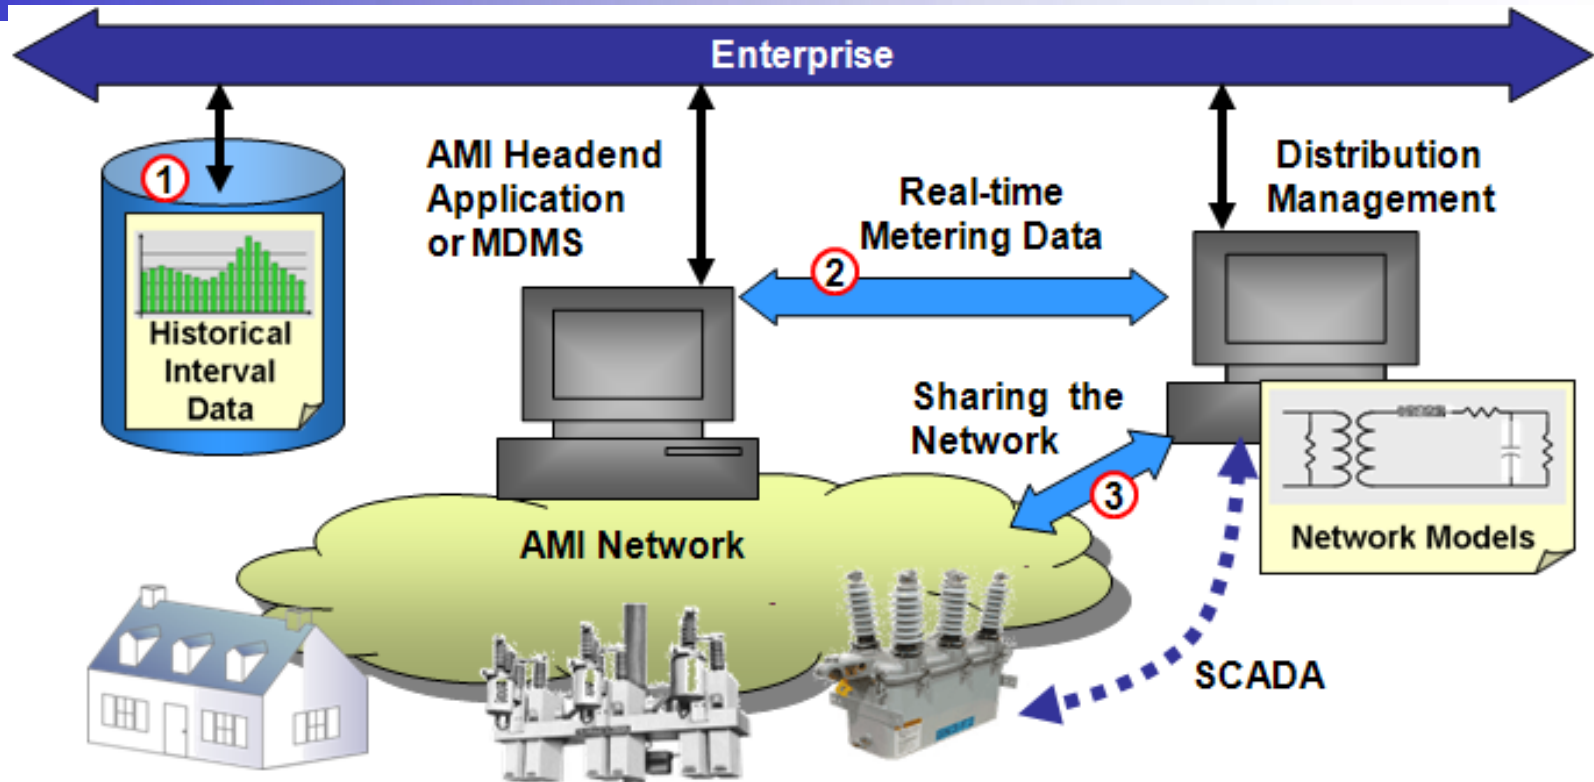 Enterprise
1
Historical
Interval
Data
AMI Headend
Application
or MDMS
Real-time
Metering Data
2
Distribution
Management
Sharing the
Network
3
Network Models
AMI Network
SCADA